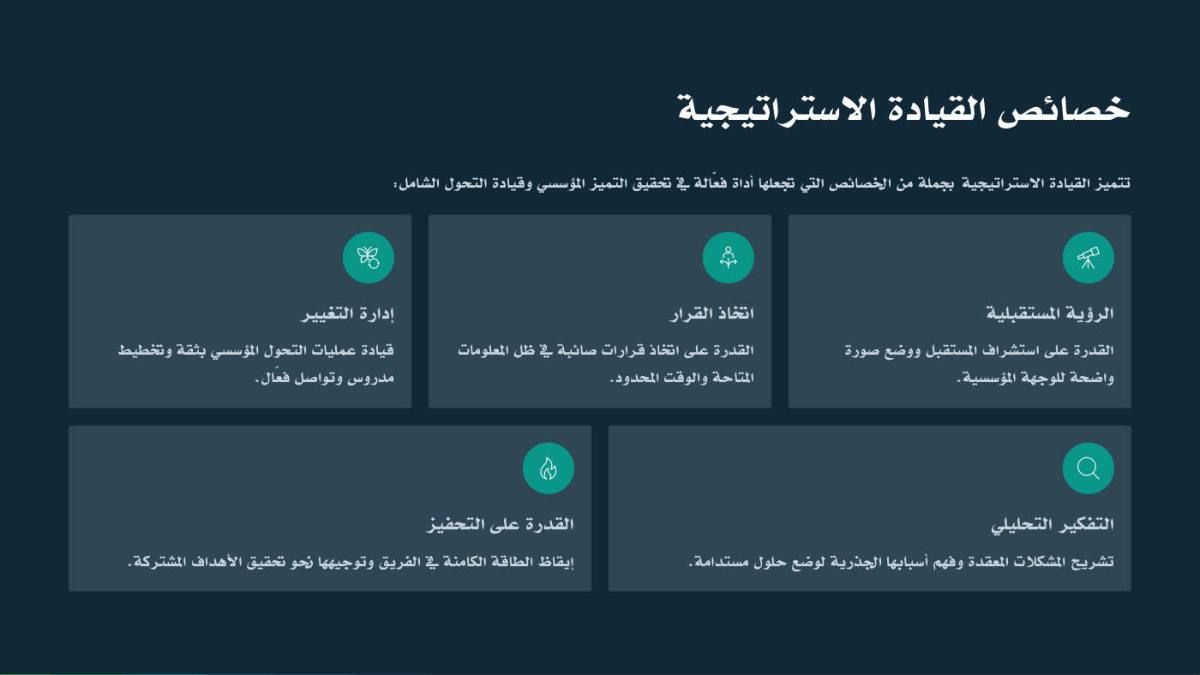 خصائص القيادة الاستراتيجية
تتميز القيادة الاستراتيجية بجملة من الخصائص التي تجعلها أداة فعّالة في تحقيق التميز المؤسسي وقيادة التحول الشامل:
الرؤية المستقبلية
القدرة على استشراف المستقبل ووضع صورة
واضحة للوجهة المؤسسية.
اتخاذ القرار
القدرة على اتخاذ قرارات صائبة في ظل المعلومات
المتاحة والوقت المحدود.
إدارة التغيير
قيادة عمليات التحول المؤسسي بثقة وتخطيط
مدروس وتواصل فعّال.
التفكير التحليلي
تشريح المشكلات المعقدة وفهم أسبابها الجذرية لوضع حلول مستدامة.
القدرة على التحفيز
إيقاظ الطاقة الكامنة في الفريق وتوجيهها نحو تحقيق الأهداف المشتركة.